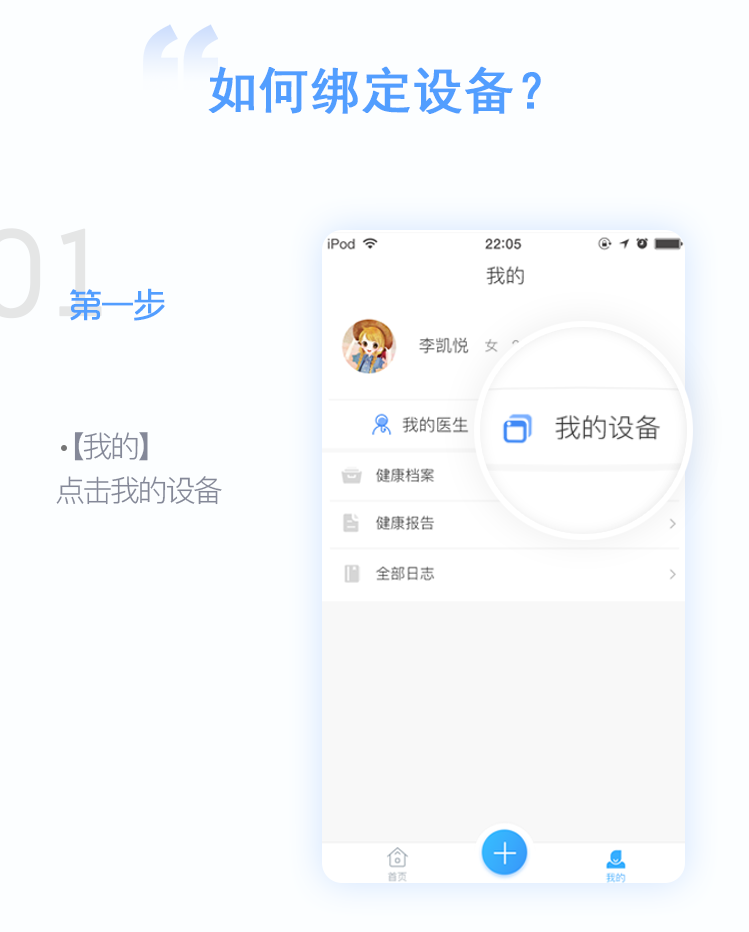 如何绑定设备?
01
第一步
·【我的】
点击我的设备
iPod 22:05
我的
李凯悦 女
我的医生
我的设备
健康档案
健康报告
全部日志
首页
我的